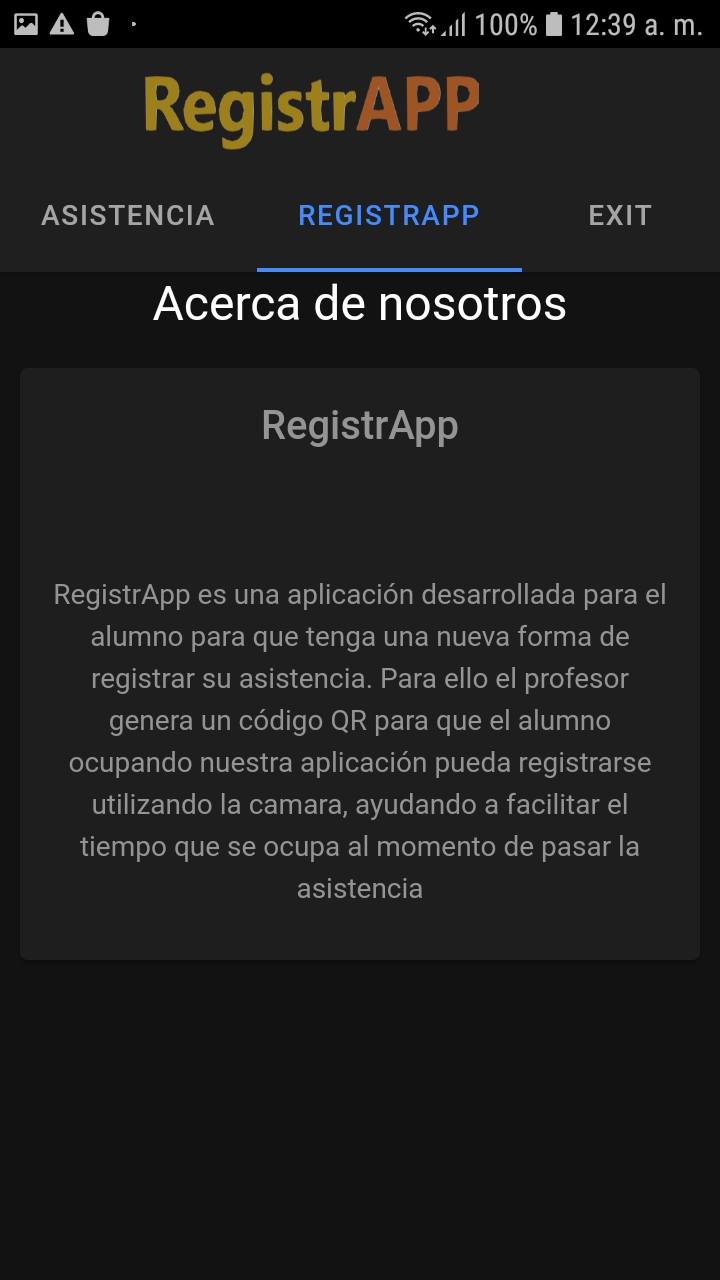 100% 12:39 a. m.
RegistrAPP
ASISTENCIA REGISTRAPP EXIT
Acerca de nosotros
RegistrApp
RegistrApp es una aplicación desarrollada para el
alumno para que tenga una nueva forma de
registrar su asistencia. Para ello el profesor
genera un código QR para que el alumno
ocupando nuestra aplicación pueda registrarse
utilizando la camara, ayudando a facilitar el
tiempo que se ocupa al momento de pasar la
asistencia